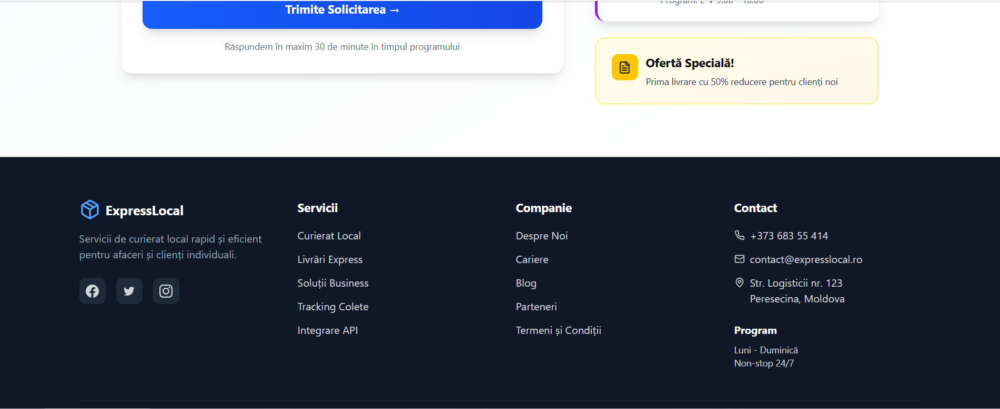 Trimite Solicitarea →
Răspundem în maxim 30 de minute în timpul programului
Ofertă Specială!
Prima livrare cu 50% reducere pentru clienți noi
ExpressLocal
Servicii de curierat local rapid și eficient
pentru afaceri și clienți individuali.
Servicii
Curierat Local
Livrări Express
Soluții Business
Tracking Colete
Integrare API
Companie
Despre Noi
Cariere
Blog
Parteneri
Termeni și Condiții
Contact
+373 683 55 414
contact@expresslocal.ro
Str. Logisticii nr. 123
Peresecina, Moldova
Program
Luni - Duminică
Non-stop 24/7